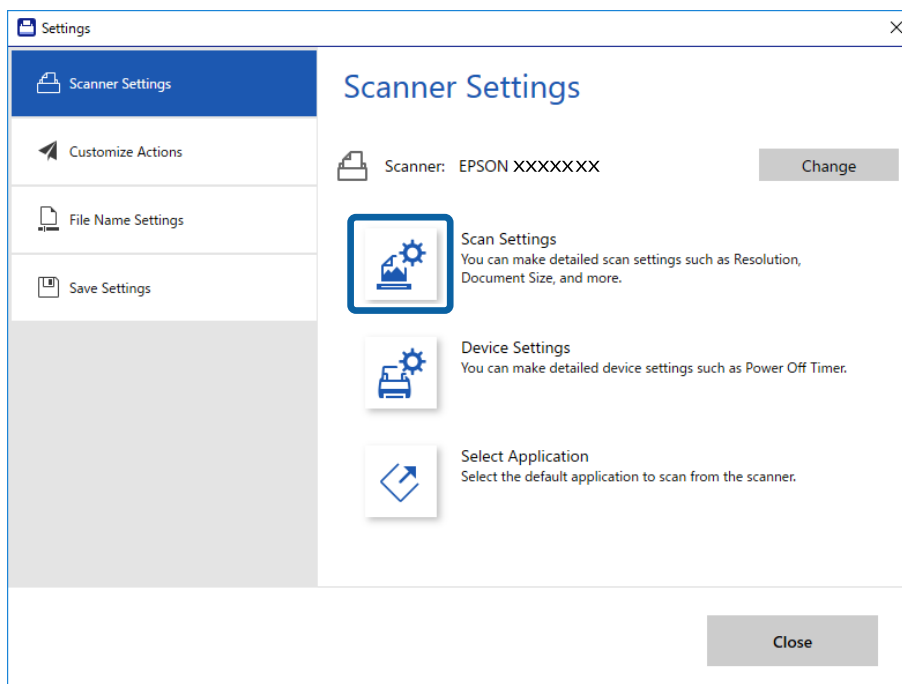 Settings
Scanner Settings
Customize Actions
File Name Settings
Save Settings
Scanner Settings
Scanner: EPSON XXXXXXX
Change
Scan Settings
You can make detailed scan settings such as Resolution,
Document Size, and more.
Device Settings
You can make detailed device settings such as Power Off Timer.
Select Application
Select the default application to scan from the scanner.
Close